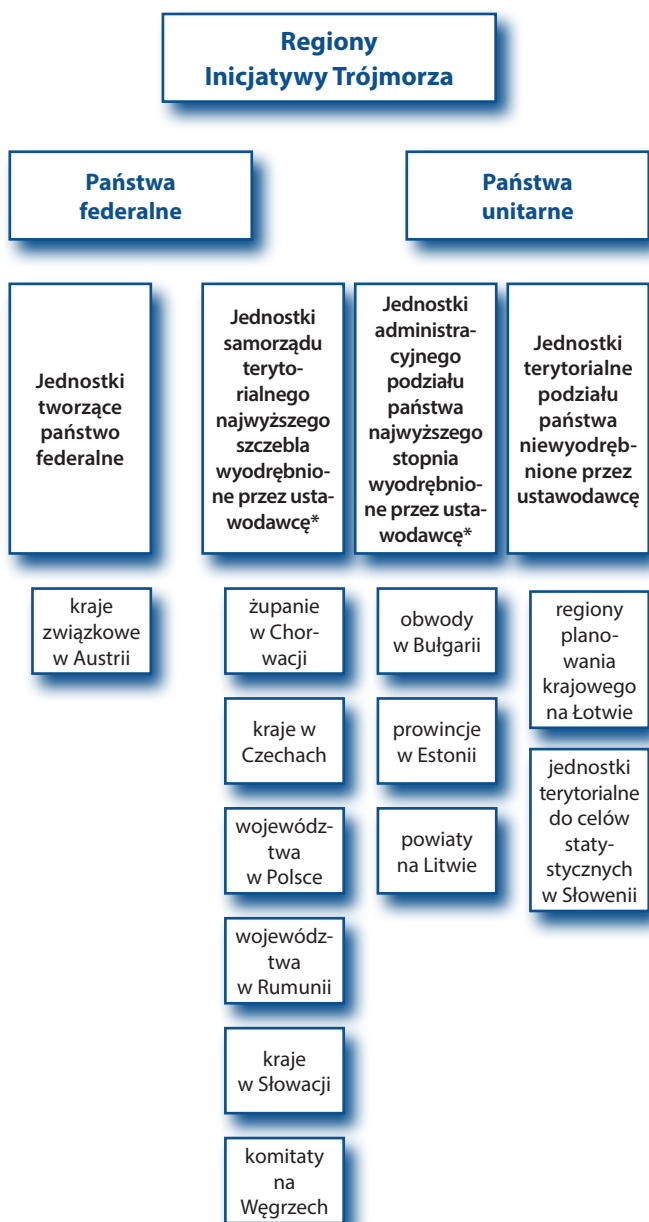 Regiony
Inicjatywy Trójmorza
Państwa
federalne
Państwa
unitarne
Jednostki
tworzące
państwo
federalne
Jednostki
samorządu
teryto-
rialnego
najwyższego
szczebla
wyodrębnio-
ne przez usta-
wodawcę*
Jednostki
administra-
cyjnego
podziału
państwa
najwyższego
stopnia
wyodrębnio-
ne przez usta-
wodawcę*
Jednostki
terytorialne
podziału
państwa
niewyodręb-
nione przez
ustawodawcę
kraje
związkowe
w Austrii
żupanie
w Chor-
wacji
kraje w
Czechach
wojewódz-
twa
w Polsce
wojewódz-
twa
w Rumunii
kraje
w Słowacji
komitaty
na
Węgrzech
obwody
w Bułgarii
prowincje
w Estonii
powiaty
na Litwie
regiony
plano-
wania
krajowego
na Łotwie
jednostki
terytorialne
do celów
staty-
stycznych
w Słowenii